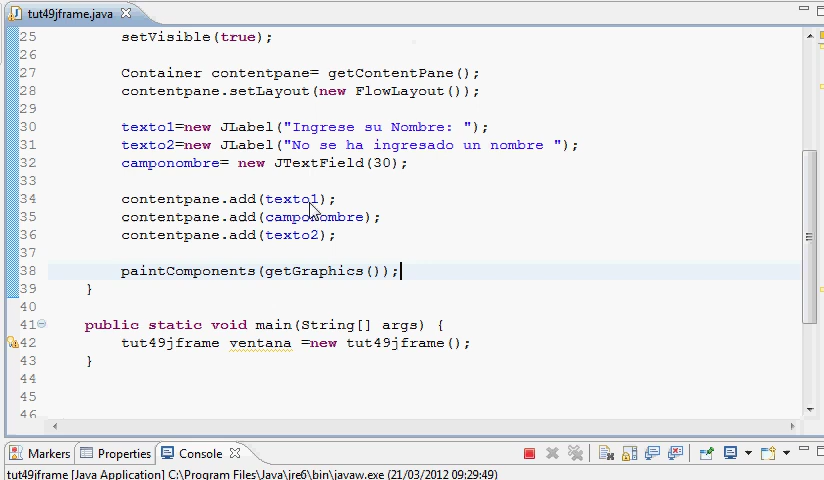 tut49jframe.java
25 setVisible(true);
26
27 Container contentpane= getContentPane();
28 contentpane.setLayout(new FlowLayout());
29
30 texto1=new JLabel("Ingrese su Nombre: ");
31 texto2=new JLabel("No se ha ingresado un nombre ");
32 camponombre= new JTextField(30);
33
34 contentpane.add(texto1);
35 contentpane.add(camponombre);
36 contentpane.add(texto2);
37
38 paintComponents(getGraphics());
39 }
40
41 public static void main(String[] args) {
42 tut49jframe ventana =new tut49jframe();
43 }
44
45
46
Markers Properties Console
tut49jframe [Java Application] C:\Program Files\Java\jre6\bin\javaw.exe (21/03/2012 09:29:49)